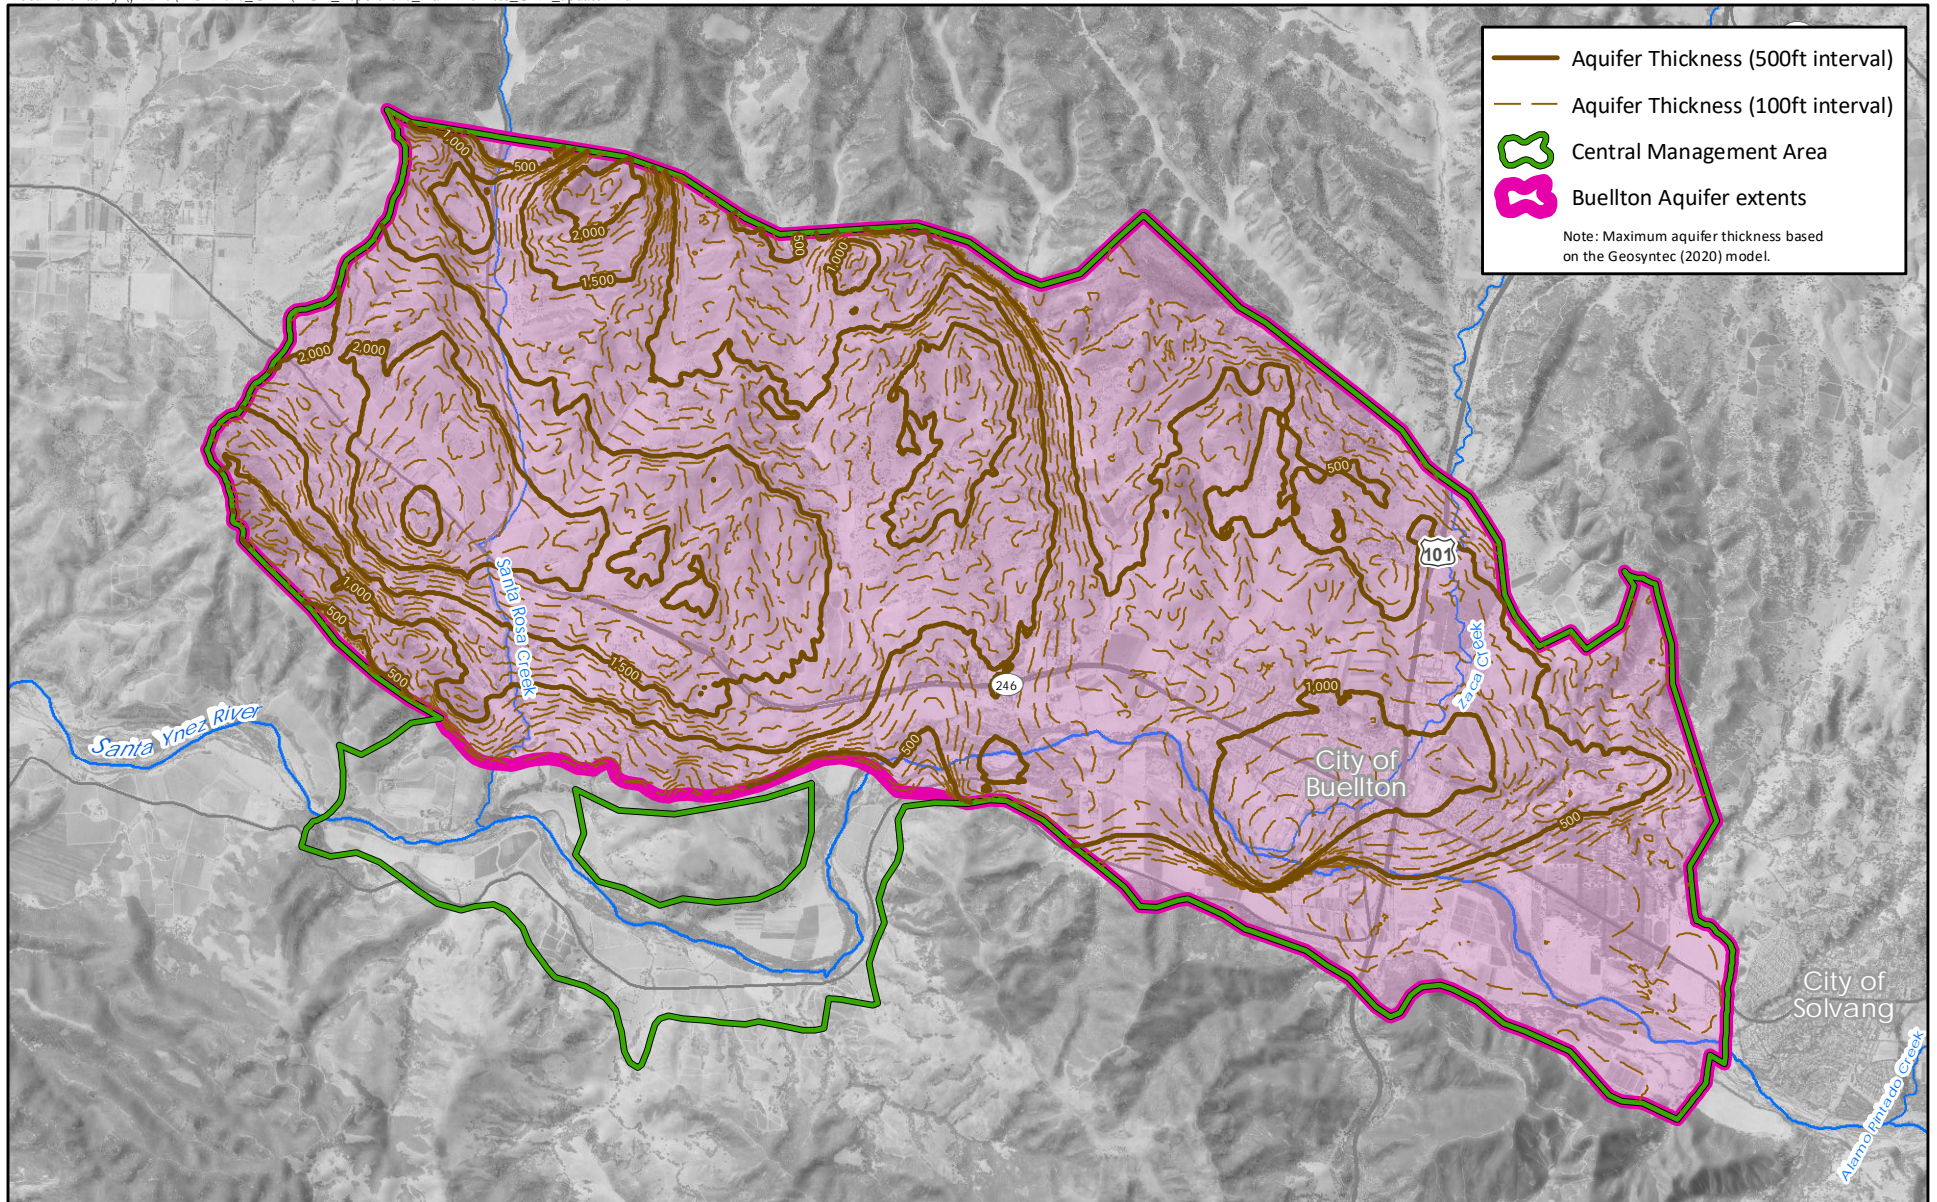 Aquifer Thickness (500ft interval)
Aquifer Thickness (100ft interval)
Central Management Area
Buellton Aquifer extents
Note: Maximum aquifer thickness based
on the Geosyntec (2020) model.
1,000
500
2,000
1,500
500
1,000
2,000
2,000
500
101
1,000
500
500
1,500
500
Santa Rosa Creek
Zaca Creek
246
1,000
Santa Ynez River
500
City of
Buellton
500
City of
Solvang
Alamo Pintado Creek